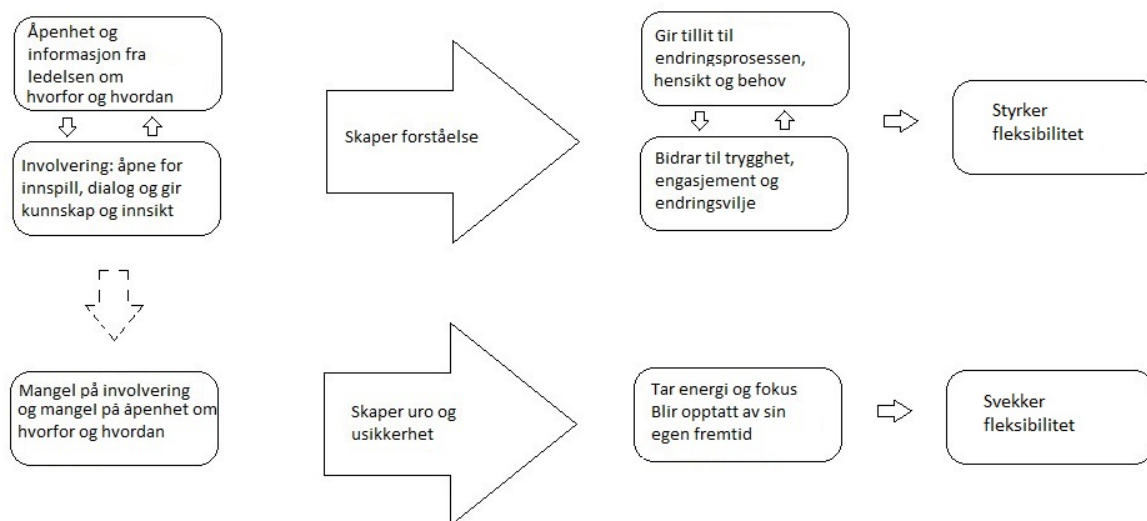 Åpenhet og
informasjon fra
ledelsen om
hvorfor og hvordan
Involvering: åpne for
innspill, dialog og gir
kunnskap og innsikt
Skaper forståelse
Gir tillit til
endringsprosessen,
hensikt og behov
Bidrar til trygghet,
engasjement og
endringsvilje
Styrker
fleksibilitet
Mangel på involvering
og mangel på åpenhet om
hvorfor og hvordan
Skaper uro og
usikkerhet
Tar energi og fokus
Blir opptatt av sin
egen fremtid
Svekker
fleksibilitet